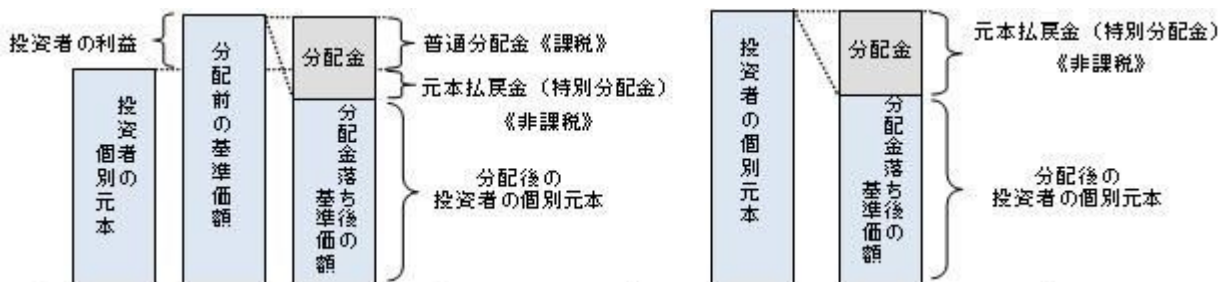 投資者の利益
投資者の
個別元本
分配前の基準価額
分配金
分配金落ち後の
基準価額
普通分配金《課税》
元本払戻金（特別分配金）
《非課税》
分配後の
投資者の個別元本
投資者の個別元本
分配金
分配金落ち後の
基準価額
元本払戻金（特別分配金）
《非課税》
分配後の
投資者の個別元本